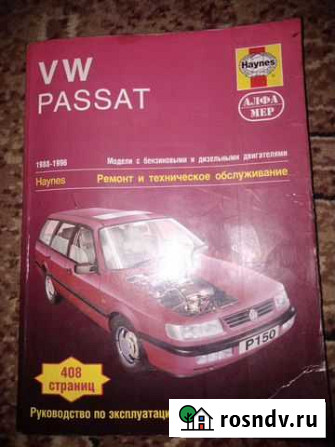 VW
PASSAT
Haynes
АЛФА
МЕР
1988-1996
Модели с бензиновыми и дизельными двигателями
Haynes
Ремонт и техническое обслуживание
P150
408
страниц
Руководство по эксплуатац
rosndv.ru